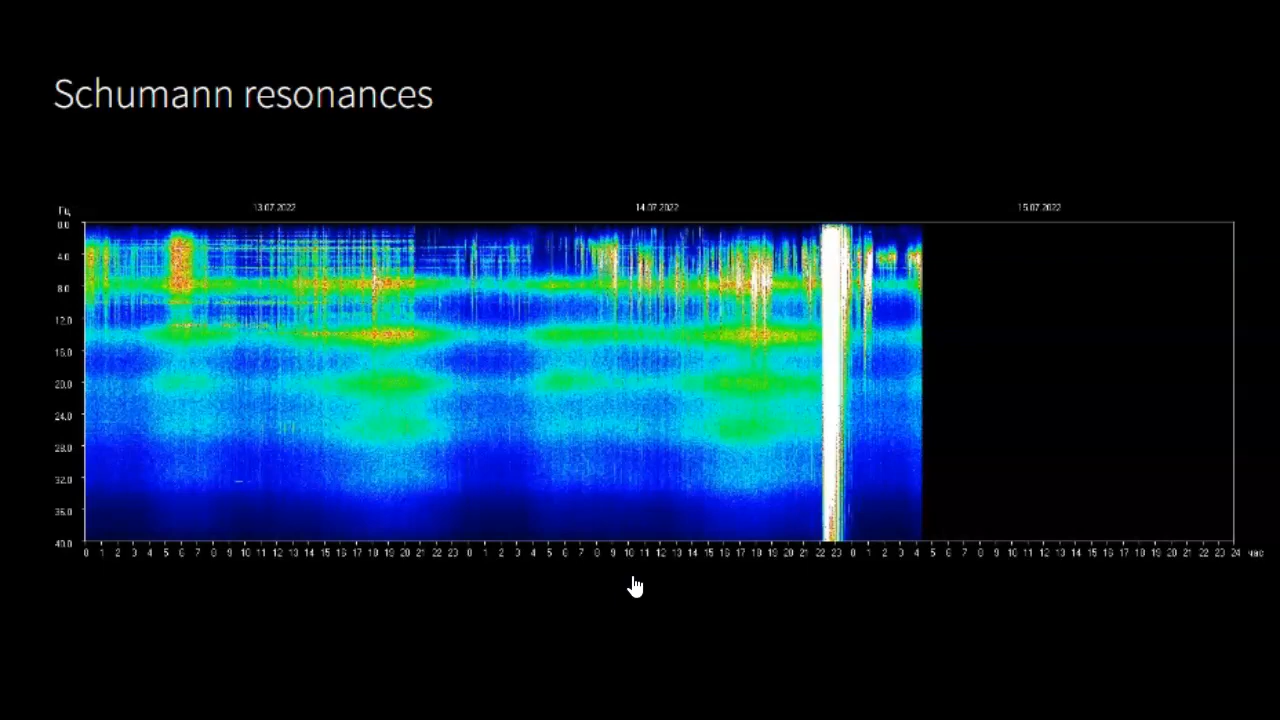 Schumann resonances
13.07.2022 14.07.2022 15.07.2022
Гц
0.0
4.0
8.0
12.0
16.0
20.0
24.0
28.0
32.0
36.0
40.0
0 1 2 3 4 5 6 7 8 9 10 11 12 13 14 15 16 17 18 19 20 21 22 23 0 1 2 3 4 5 6 7 8 9 10 11 12 13 14 15 16 17 18 19 20 21 22 23 0 1 2 3 4 5 6 7 8 9 10 11 12 13 14 15 16 17 18 19 20 21 22 23 24 час